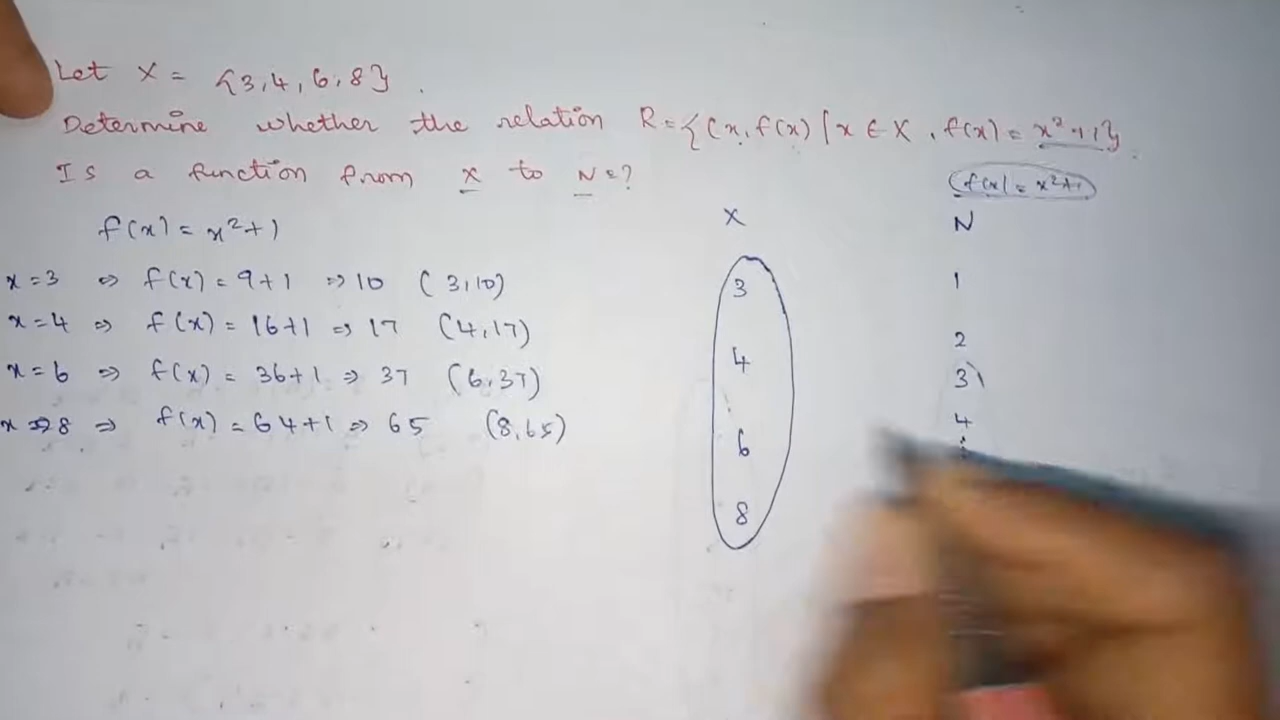 Let X = {3,4,6,8}.
Determine whether the relation R={(x,f(x)/x ∈ X, f(x) = x²+1}.
Is a function from x to N?
f(x) = x²+1
f(x) = x²+1
x=3 ⇒ f(x) = 9+1 ⇒ 10 (3,10)
x=4 ⇒ f(x) = 16+1 ⇒ 17 (4,17)
x=6 ⇒ f(x) = 36+1 ⇒ 37 (6,37)
x⇒8 ⇒ f(x) = 64+1 ⇒ 65 (8,65)
X
3
4
6
8
N
1
2
3
4